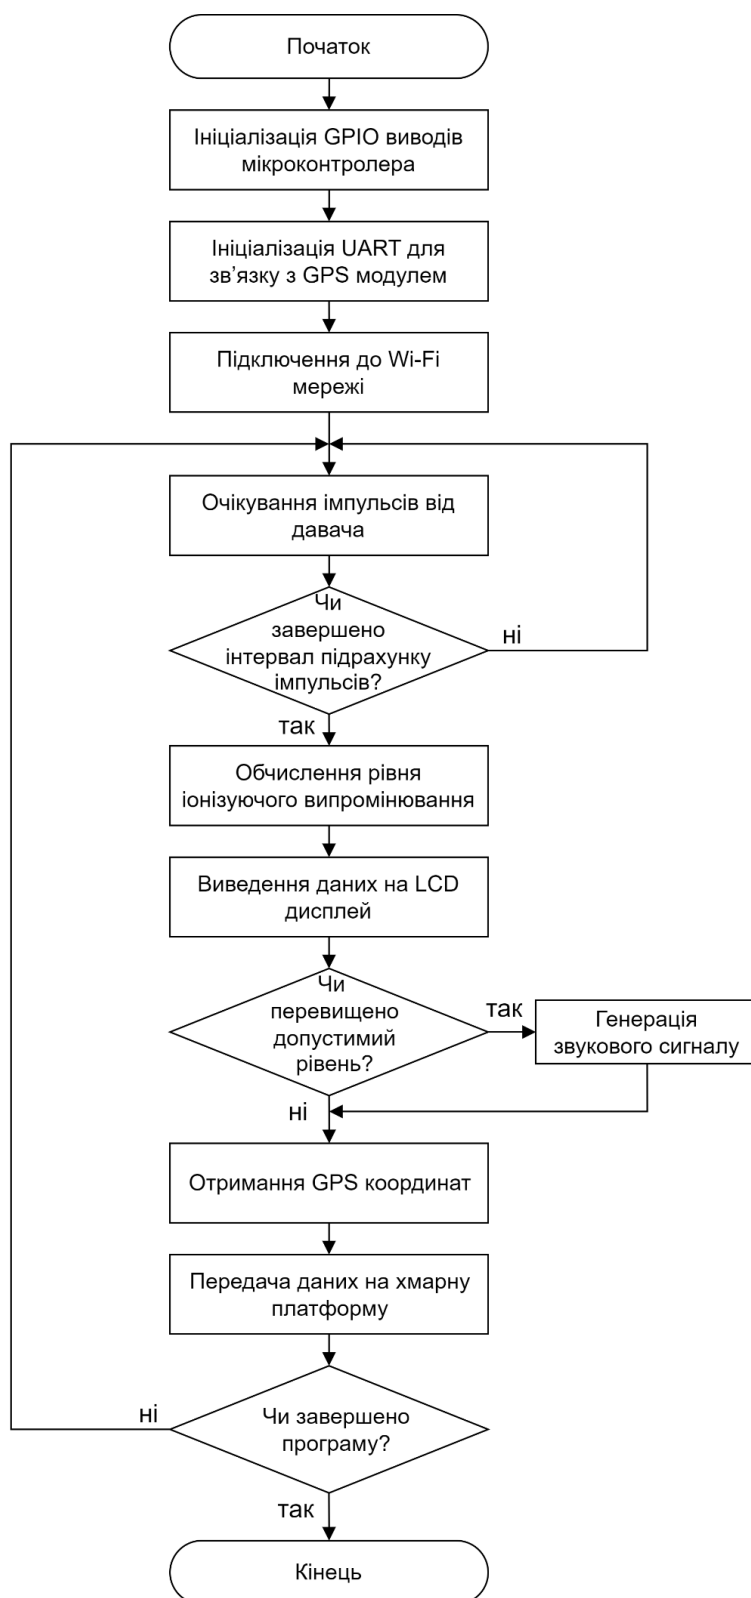 Початок
Ініціалізація GPIO виводів
мікроконтролера
Ініціалізація UART для
зв’язку з GPS модулем
Підключення до Wi-Fi
мережі
Очікування імпульсів від
давача
Чи
завершено
інтервал підрахунку
імпульсів?
ні
так
Обчислення рівня
іонізуючого випромінювання
Виведення даних на LCD
дисплей
Чи
перевищено
допустимий
рівень?
так
Генерація
звукового сигналу
ні
Отримання GPS координат
Передача даних на хмарну
платформу
ні
Чи завершено
програму?
так
Кінець